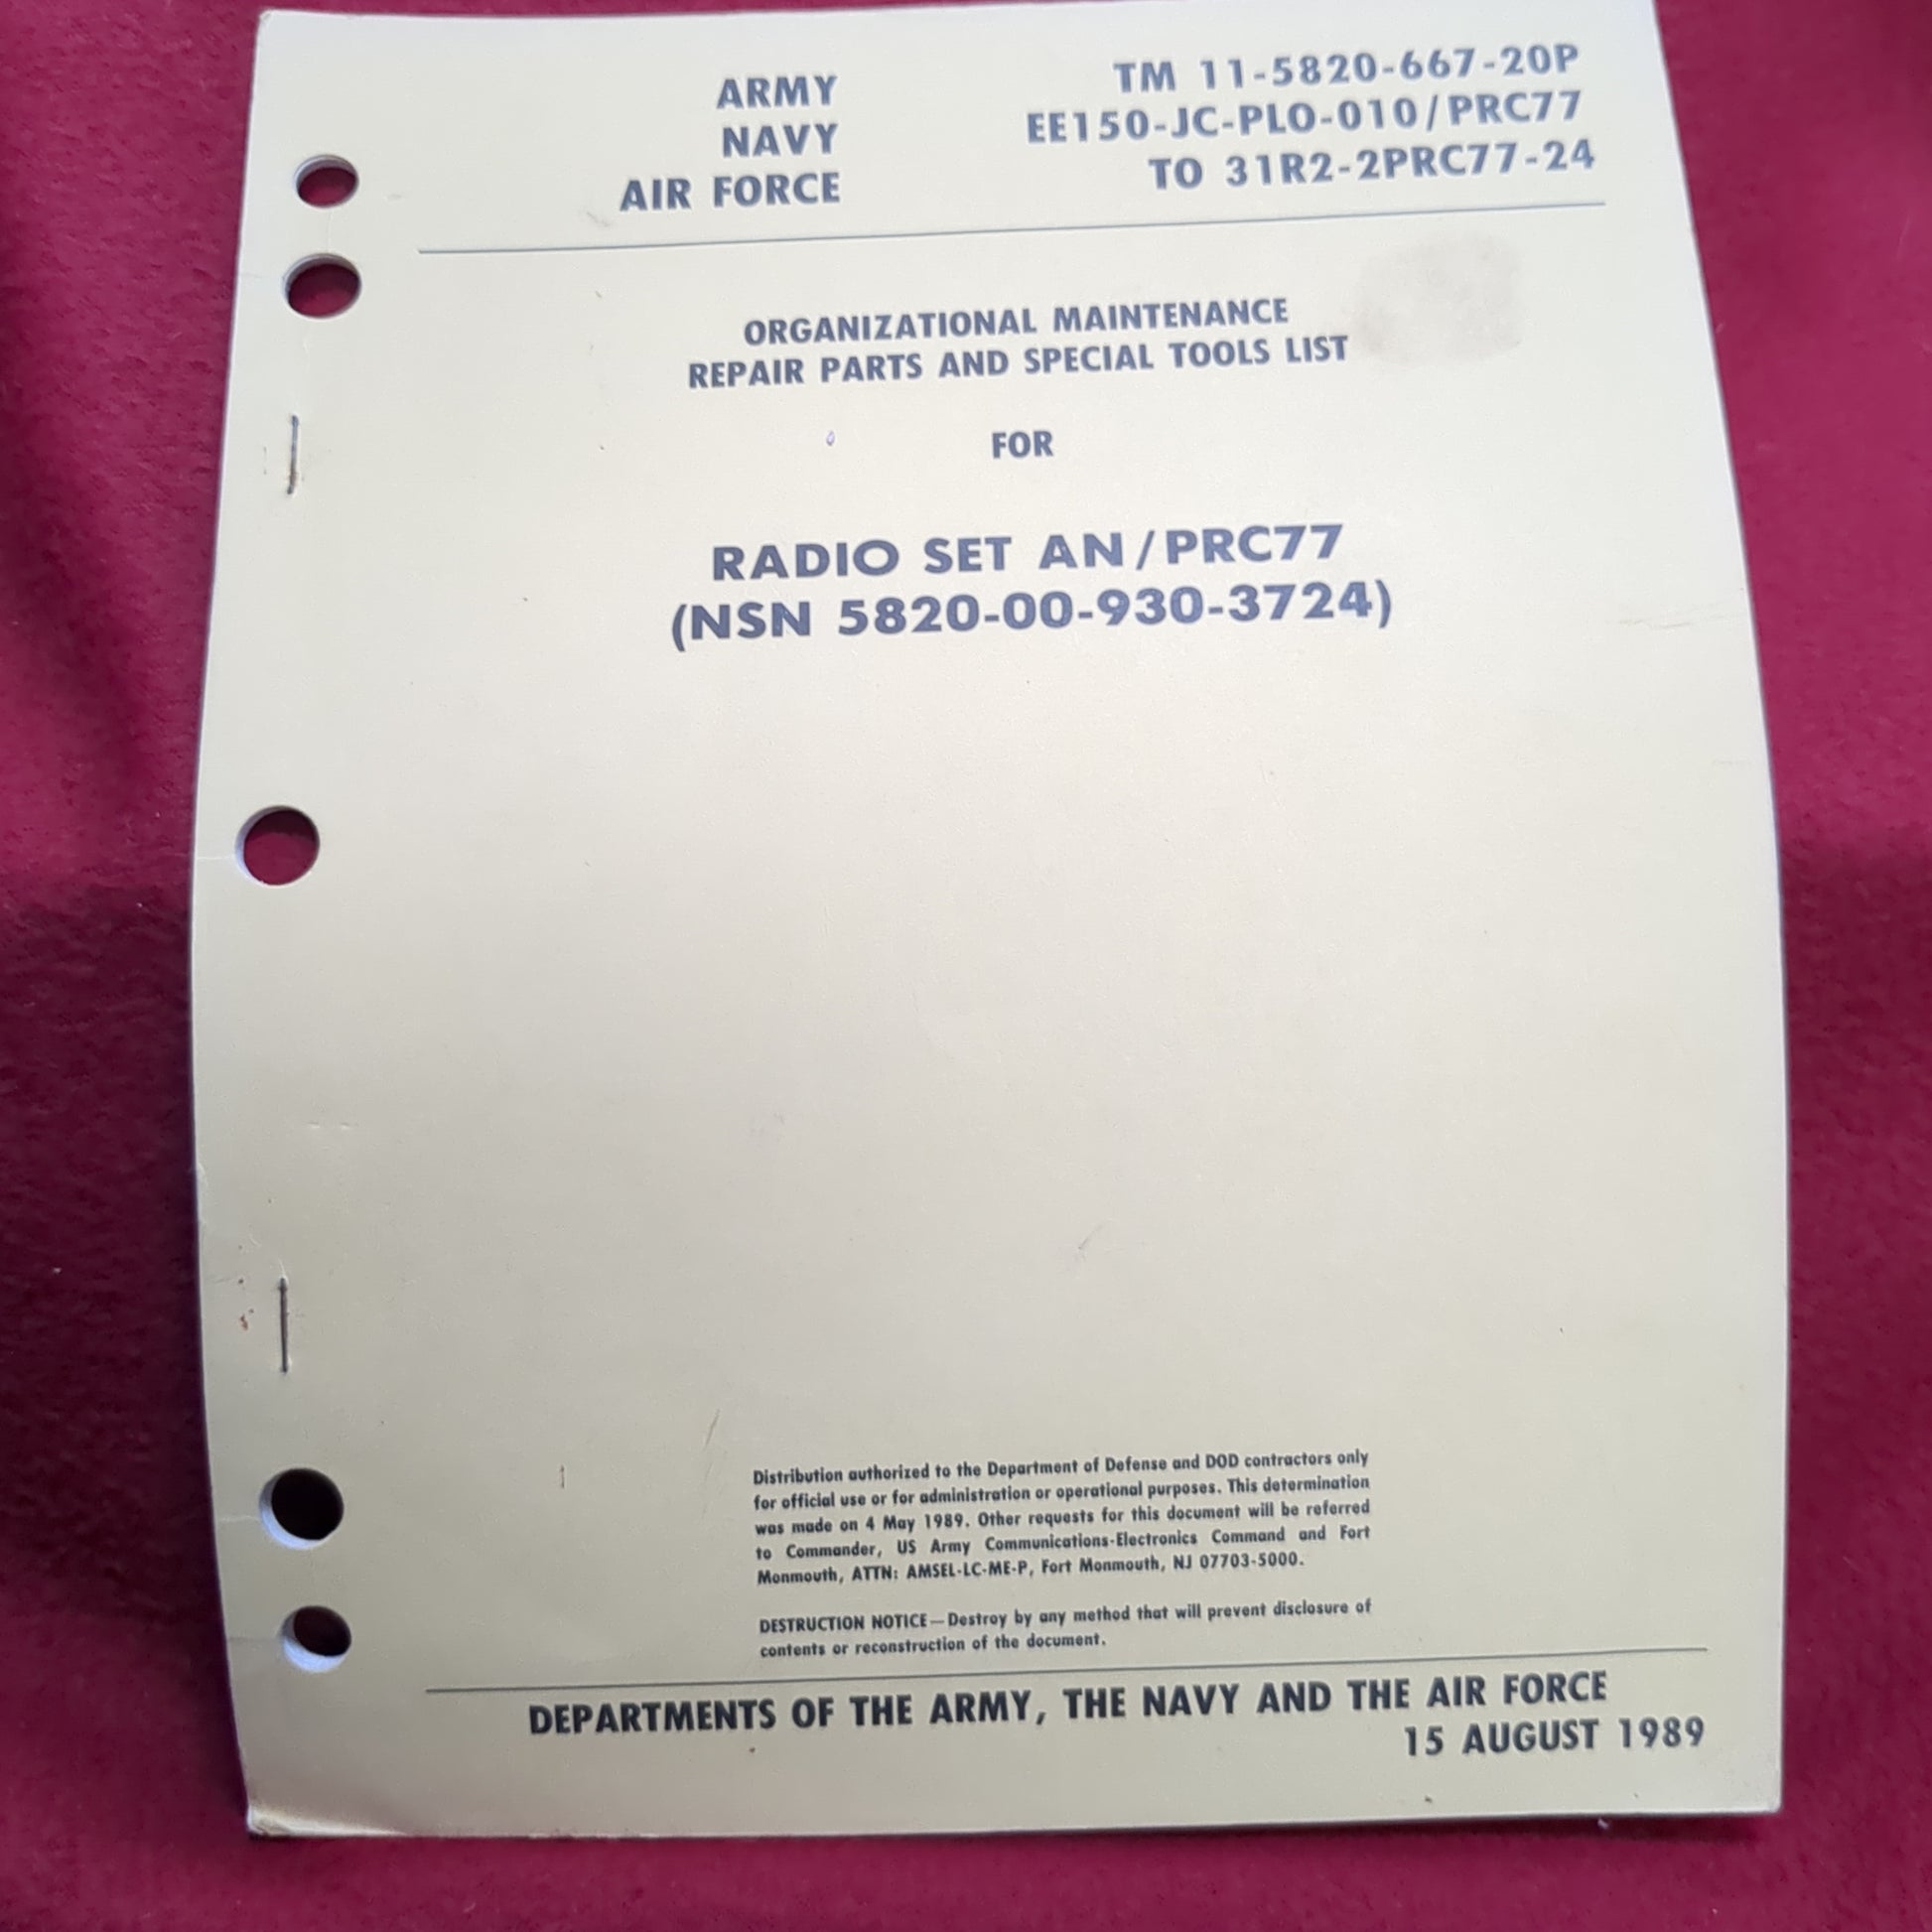 ARMY
NAVY
AIR FORCE
TM 11-5820-667-20P
EE150-JC-PLO-010/PRC77
TO 31R2-2PRC77-24
ORGANIZATIONAL MAINTENANCE
REPAIR PARTS AND SPECIAL TOOLS LIST
FOR
RADIO SET AN/PRC77
(NSN 5820-00-930-3724)
Distribution authorized to the Department of Defense and DOD contractors only
for official use or for administration or operational purposes. This determination
was made on 4 May 1989. Other requests for this document will be referred
to Commander, US Army Communications-Electronics Command and Fort
Monmouth, ATTN: AMSEL-LC-ME-P, Fort Monmouth, NJ 07703-5000.
DESTRUCTION NOTICE—Destroy by any method that will prevent disclosure of
contents or reconstruction of the document.
DEPARTMENTS OF THE ARMY, THE NAVY AND THE AIR FORCE
15 AUGUST 1989